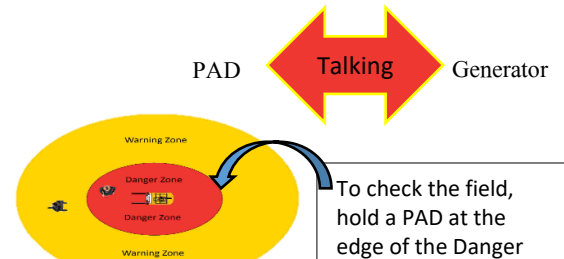 PAD Talking Generator
Warning Zone
Danger Zone
Danger Zone
Warning Zone
To check the field,
hold a PAD at the
edge of the Danger